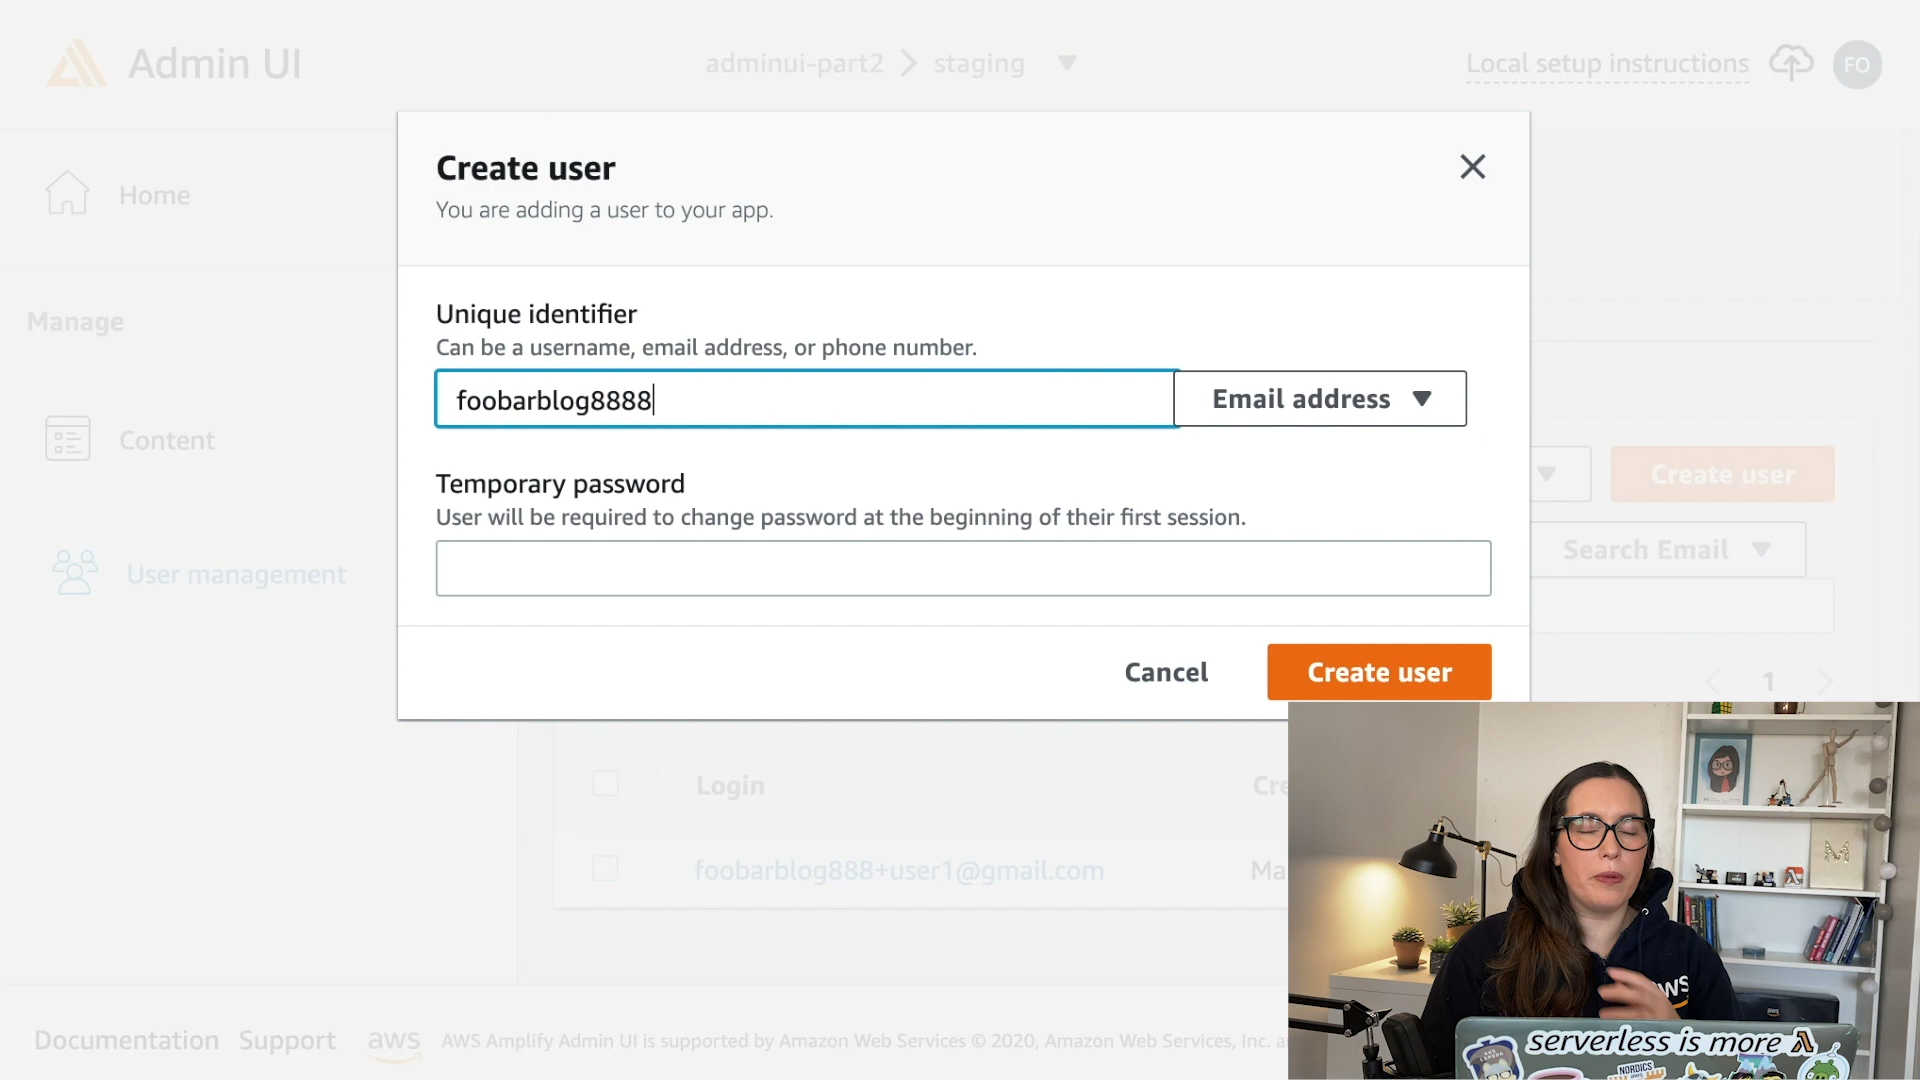 Admin UI
adminui-part2 staging
Local setup instructions
FO
Create user
You are adding a user to your app.
Home
Manage
Unique identifier
Can be a username, email address, or phone number.
foobarblog8888
Email address
Content
Create user
Temporary password
User will be required to change password at the beginning of their first session.
Search Email
User management
Cancel
Create user
1
Login
Cre
foobarblog888+user1@gmail.com
Ma
M
aws
Documentation
Support
aws
AWS Amplify Admin UI is supported by Amazon Web Services © 2020, Amazon Web Services, Inc.
serverless is more
NORDICS